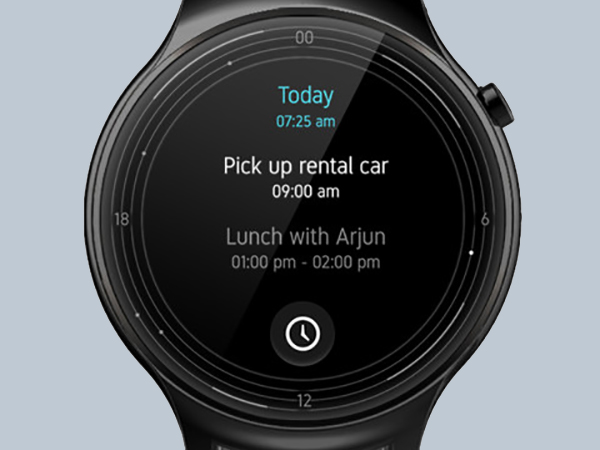 00
Today
07:25 am
Pick up rental car
09:00 am
18
6
Lunch with Arjun
01:00 pm - 02:00 pm
12